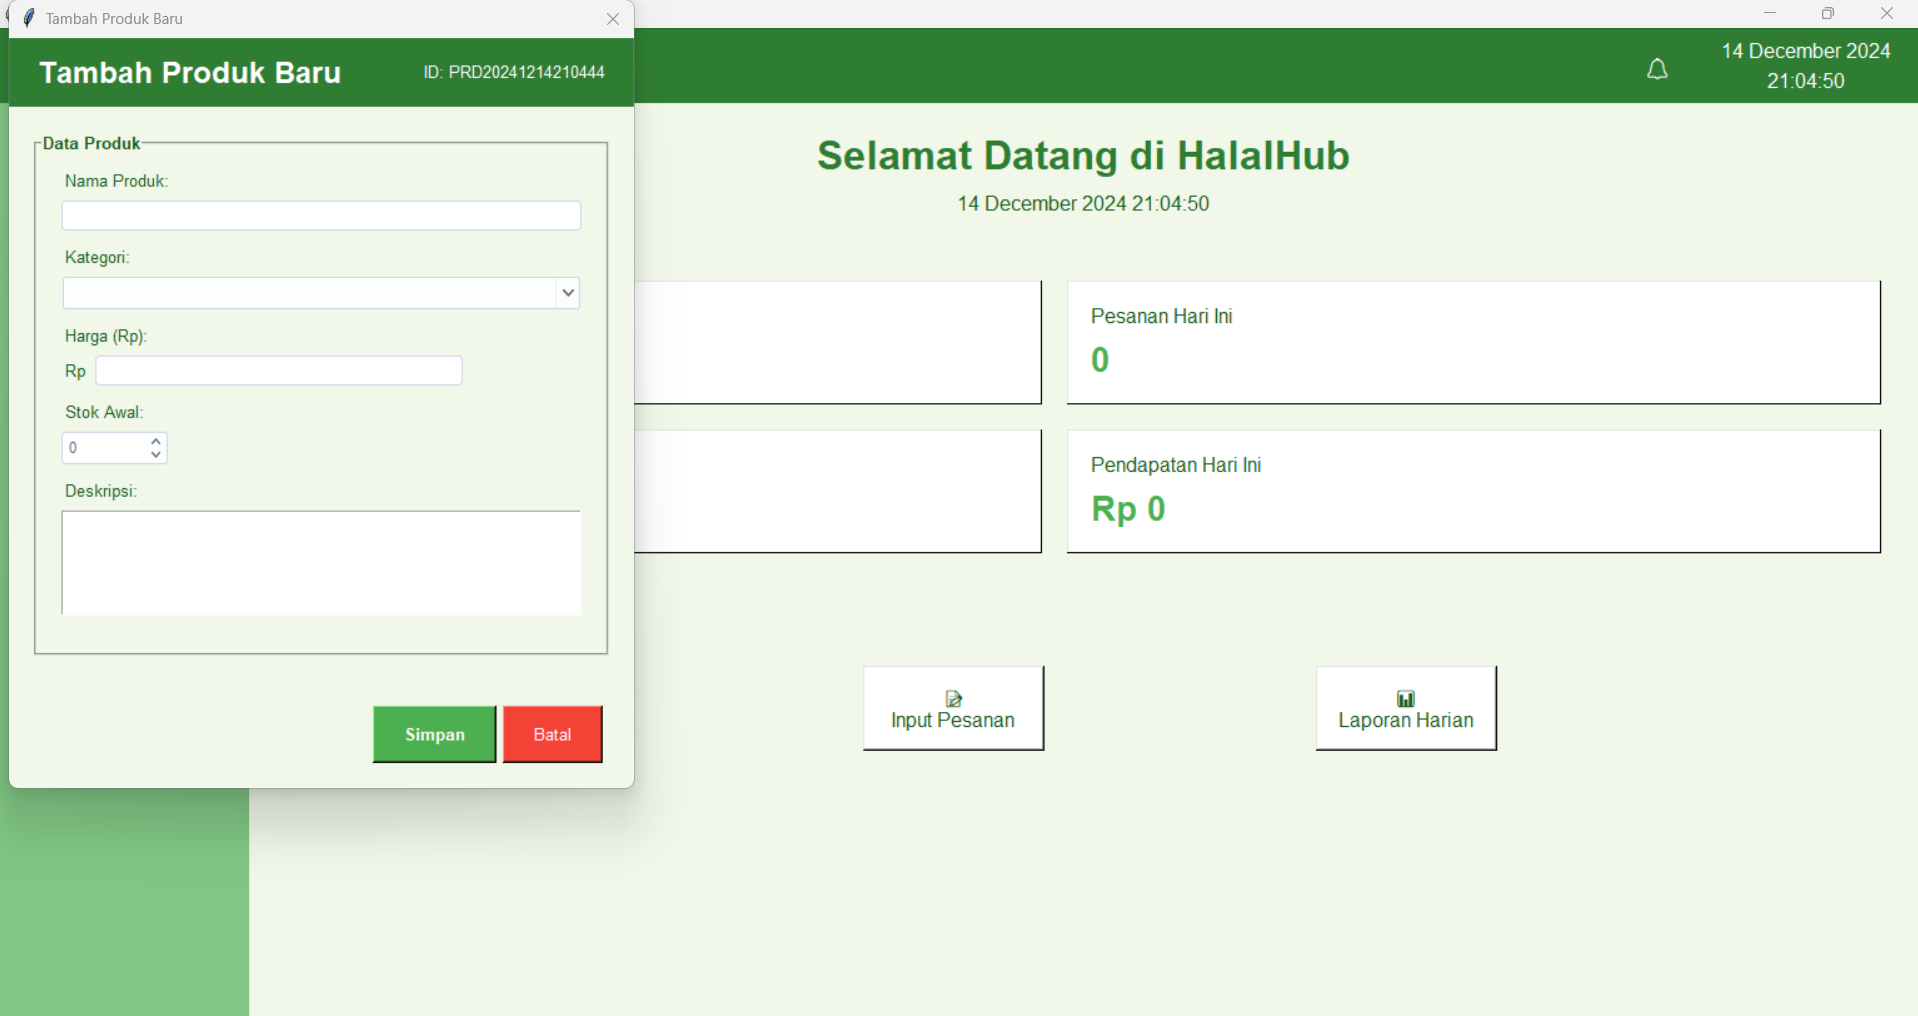 Tambah Produk Baru
Tambah Produk Baru
ID: PRD20241214210444
Data Produk
Nama Produk:
Kategori:
Harga (Rp):
Rp
Stok Awal:
0
Deskripsi:
Simpan
Batal
14 December 2024
21:04:50
Selamat Datang di HalalHub
14 December 2024 21:04:50
Pesanan Hari Ini
0
Pendapatan Hari Ini
Rp 0
Input Pesanan
Laporan Harian